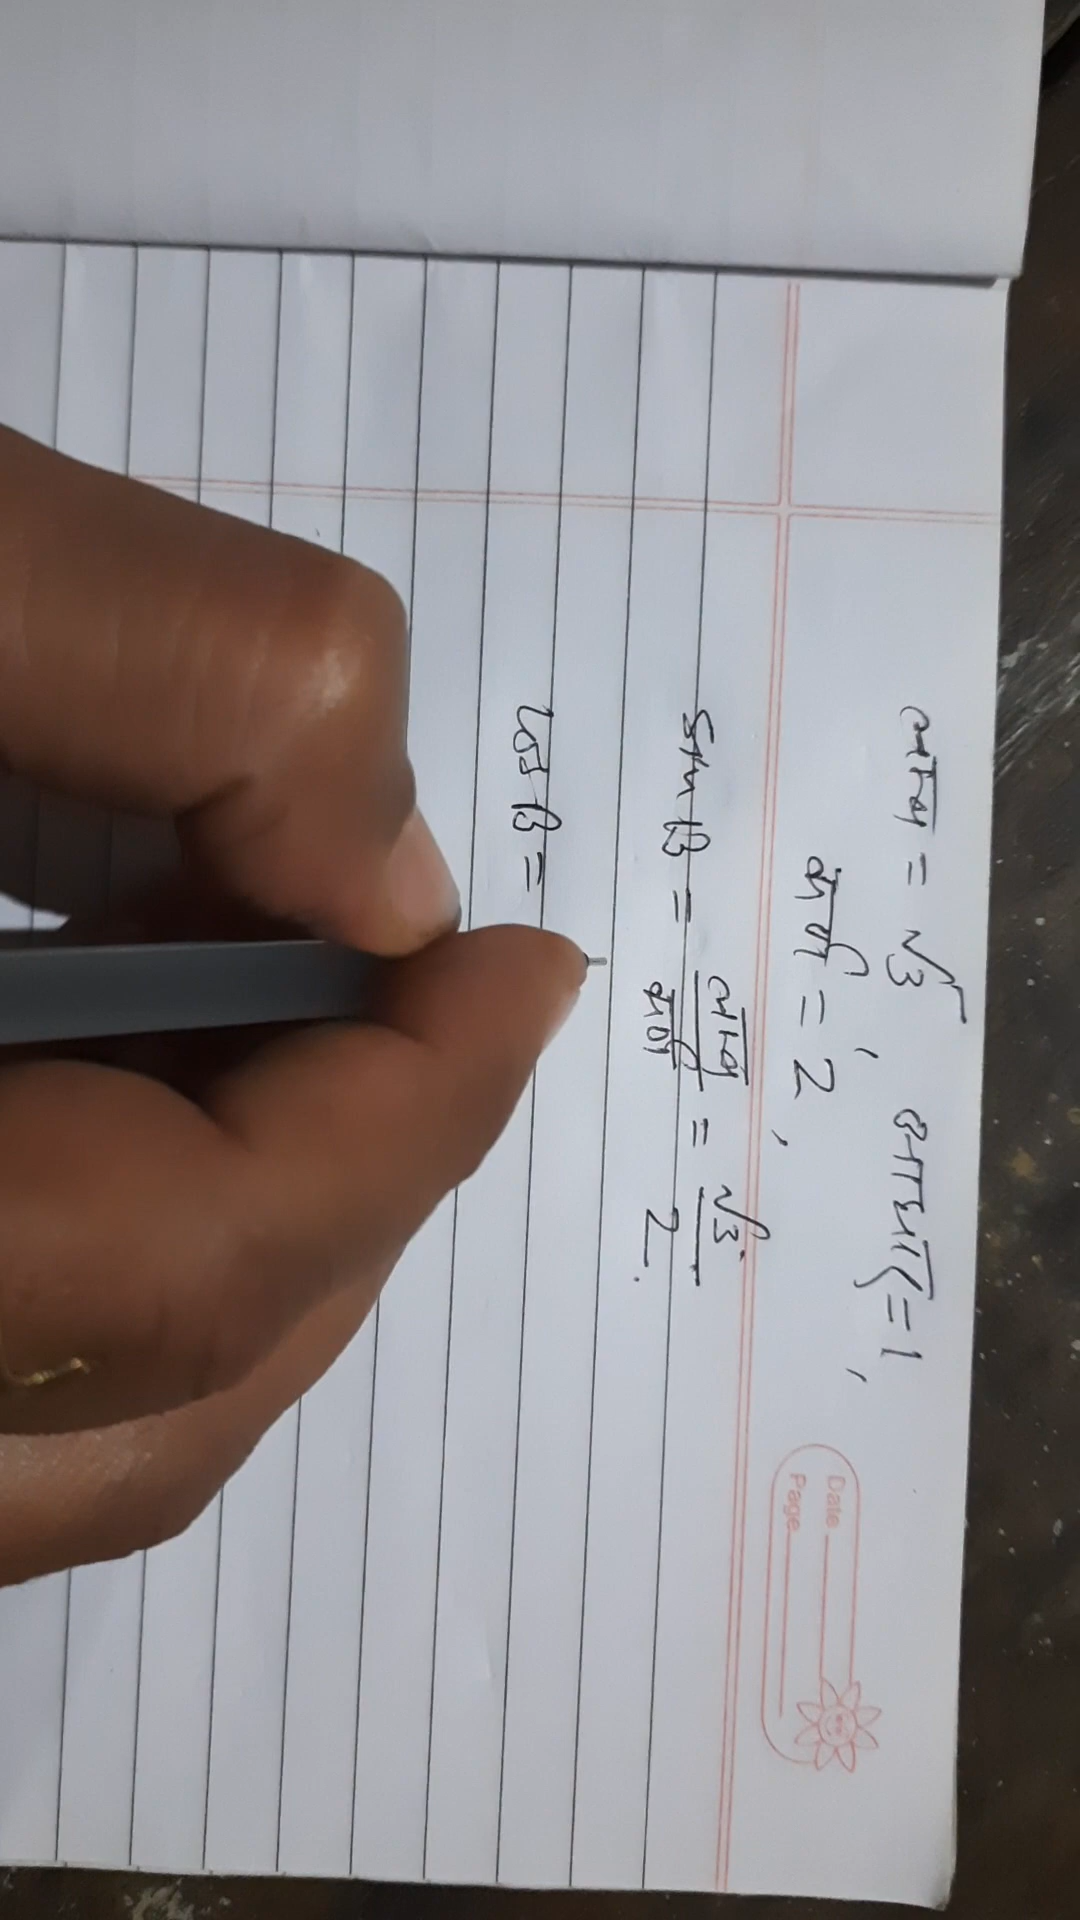 लम्ब = √3, आधार = 1,
कर्ण = 2,
Date
Page
sin β = लम्ब/कर्ण = √3/2.
cos β =